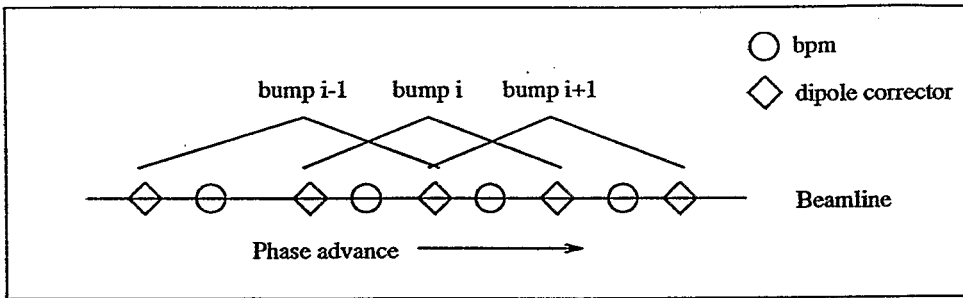 bpm
bump i-1 bump i bump i+1
dipole corrector
Beamline
Phase advance